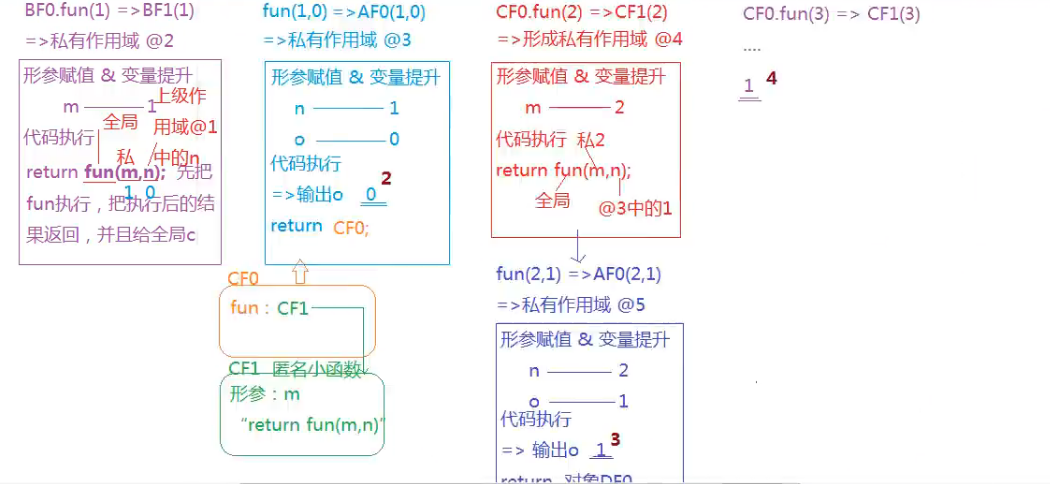 BF0.fun(1) =>BF1(1)
=>私有作用域 @2
形参赋值 & 变量提升
m 1
上级作
用域@1
中的n
全局
代码执行
私
return fun(m,n); 先把
1 0
fun执行，把执行后的结
果返回，并且给全局c
fun(1,0) =>AF0(1,0)
=>私有作用域 @3
形参赋值 & 变量提升
n 1
o 0
代码执行
=>输出o 0 2
return CF0;
CF0
fun：CF1
CF1 匿名小函数
形参：m
“return fun(m,n)”
CF0.fun(2) =>CF1(2)
=>形成私有作用域 @4
形参赋值 & 变量提升
m 2
代码执行 私2
return fun(m,n);
全局 @3中的1
fun(2,1) =>AF0(2,1)
=>私有作用域 @5
形参赋值 & 变量提升
n 2
o 1
代码执行
=> 输出o 1 3
return 对象DF0
CF0.fun(3) => CF1(3)
....
1 4